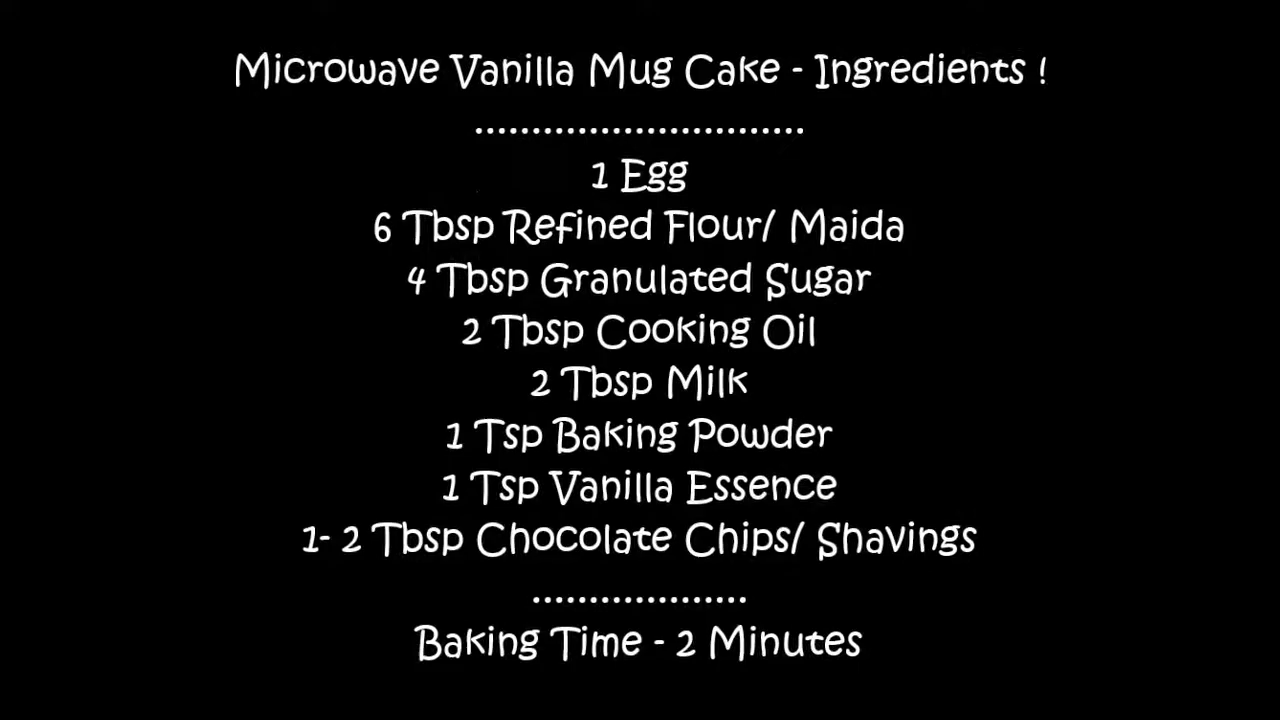 Microwave Vanilla Mug Cake - Ingredients !
.............................
1 Egg
6 Tbsp Refined Flour/ Maida
4 Tbsp Granulated Sugar
2 Tbsp Cooking Oil
2 Tbsp Milk
1 Tsp Baking Powder
1 Tsp Vanilla Essence
1- 2 Tbsp Chocolate Chips/ Shavings
...................
Baking Time - 2 Minutes